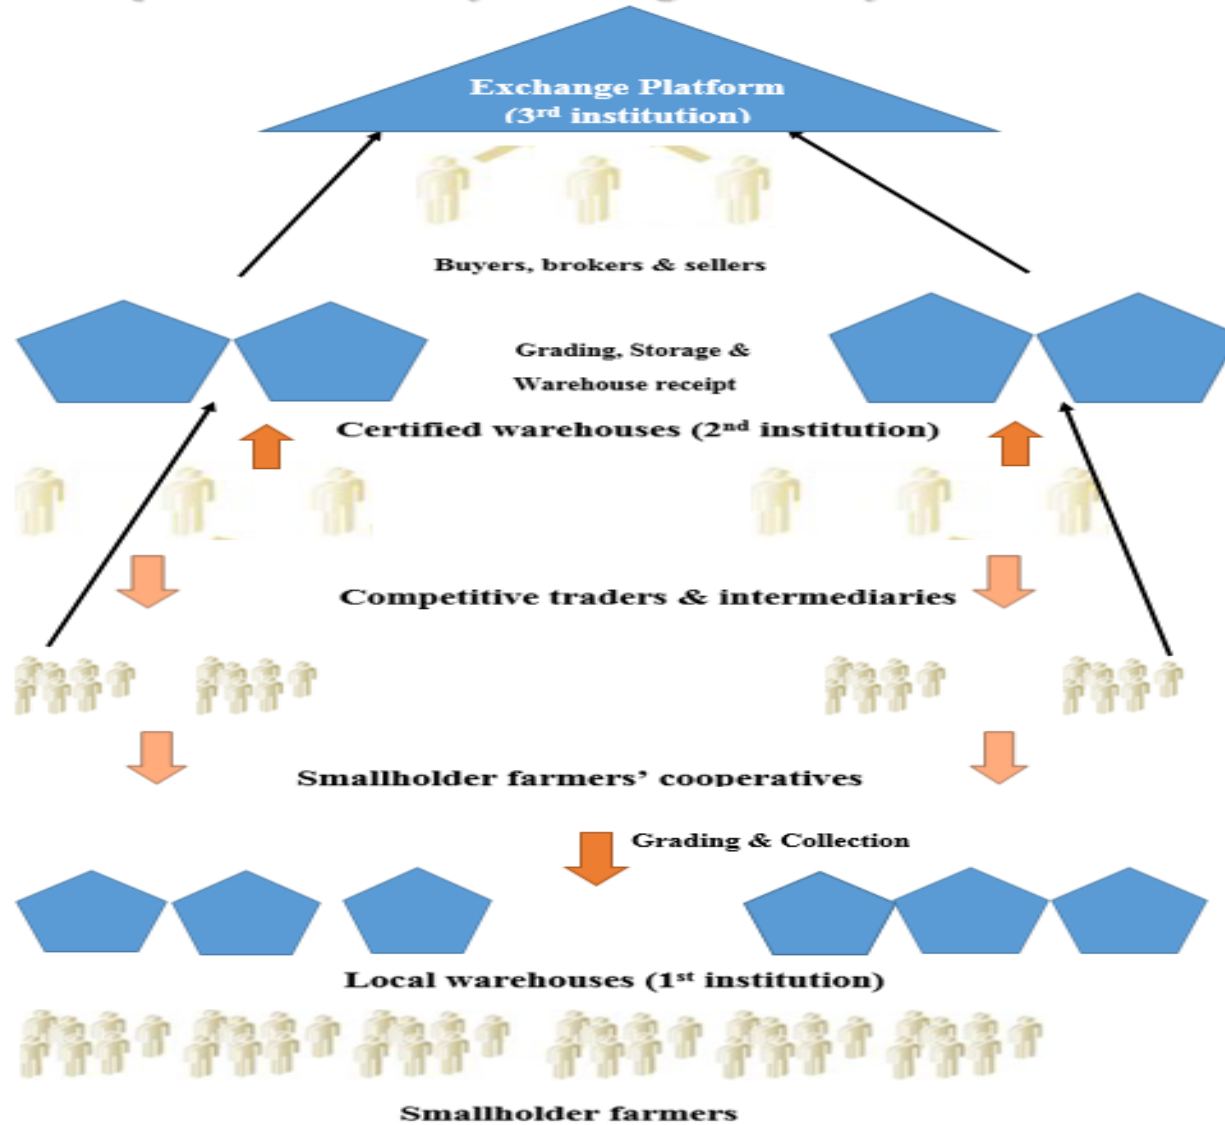 Exchange Platform
(3rd institution)
Buyers, brokers & sellers
Grading, Storage &
Warehouse receipt
Certified warehouses (2nd institution)
Competitive traders & intermediaries
Smallholder farmers’ cooperatives
Grading & Collection
Local warehouses (1st institution)
Smallholder farmers